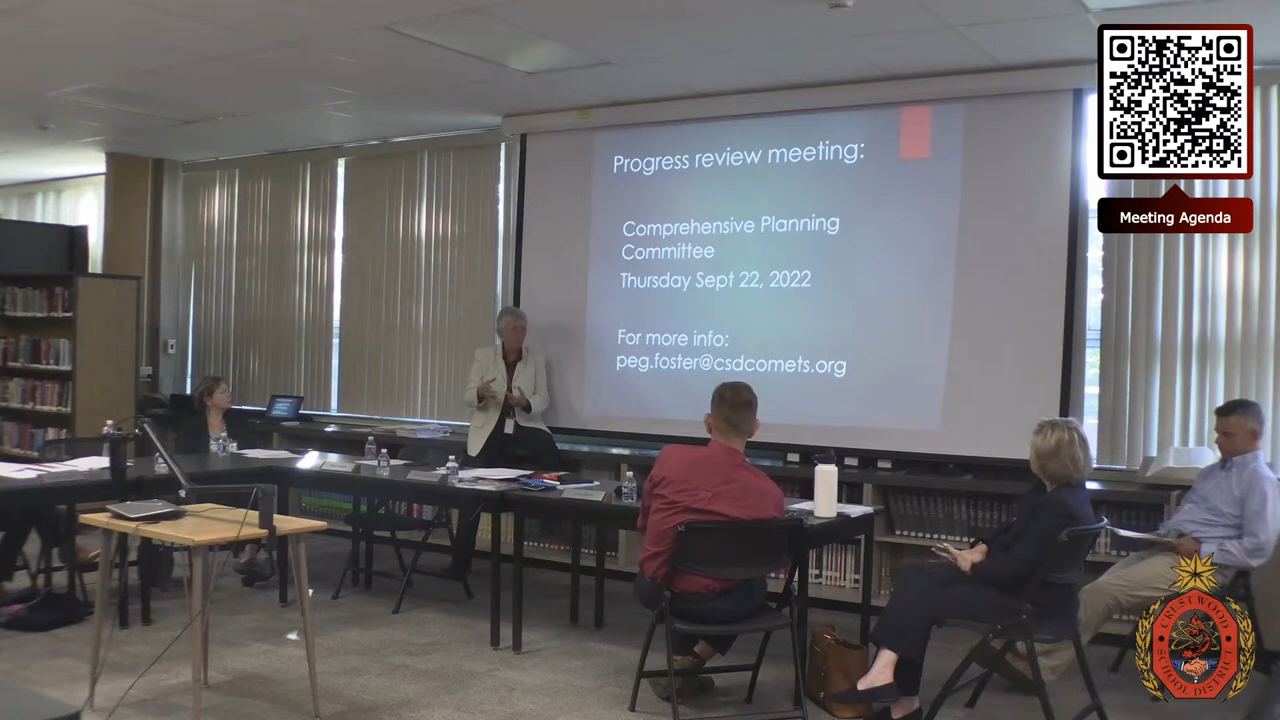 Progress review meeting:
Comprehensive Planning
Committee
Thursday Sept 22, 2022
For more info:
peg.foster@csdcomets.org
Meeting Agenda
CRESTWOOD
SCHOOL DISTRICT